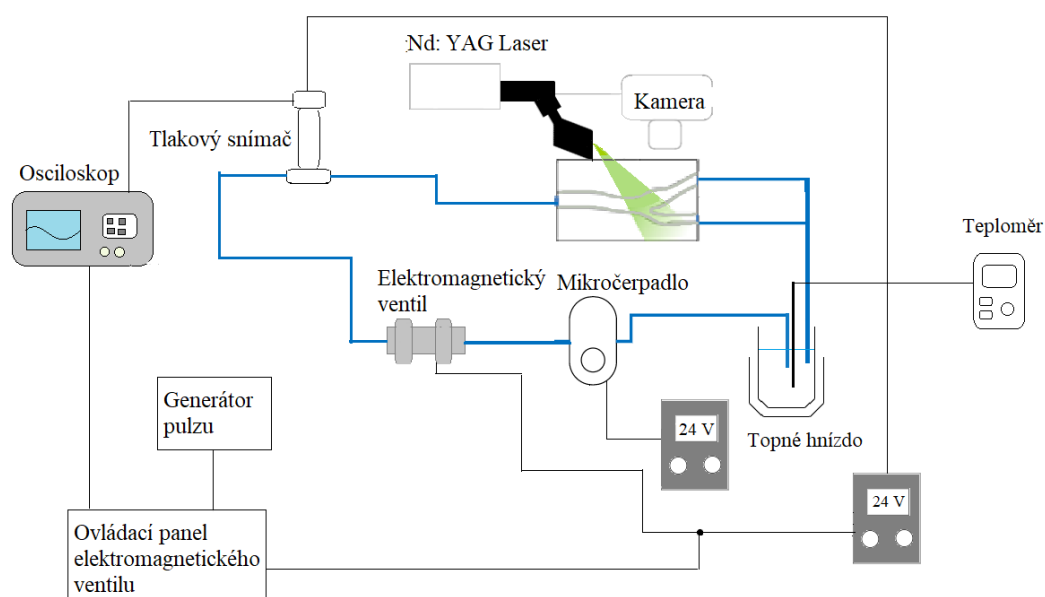 Nd: YAG Laser
Kamera
Tlakový snímač
Osciloskop
Teploměr
Elektromagnetický
ventil
Mikročerpadlo
Generátor
pulzu
24 V
Topné hnízdo
24 V
Ovládací panel
elektromagnetického
ventilu